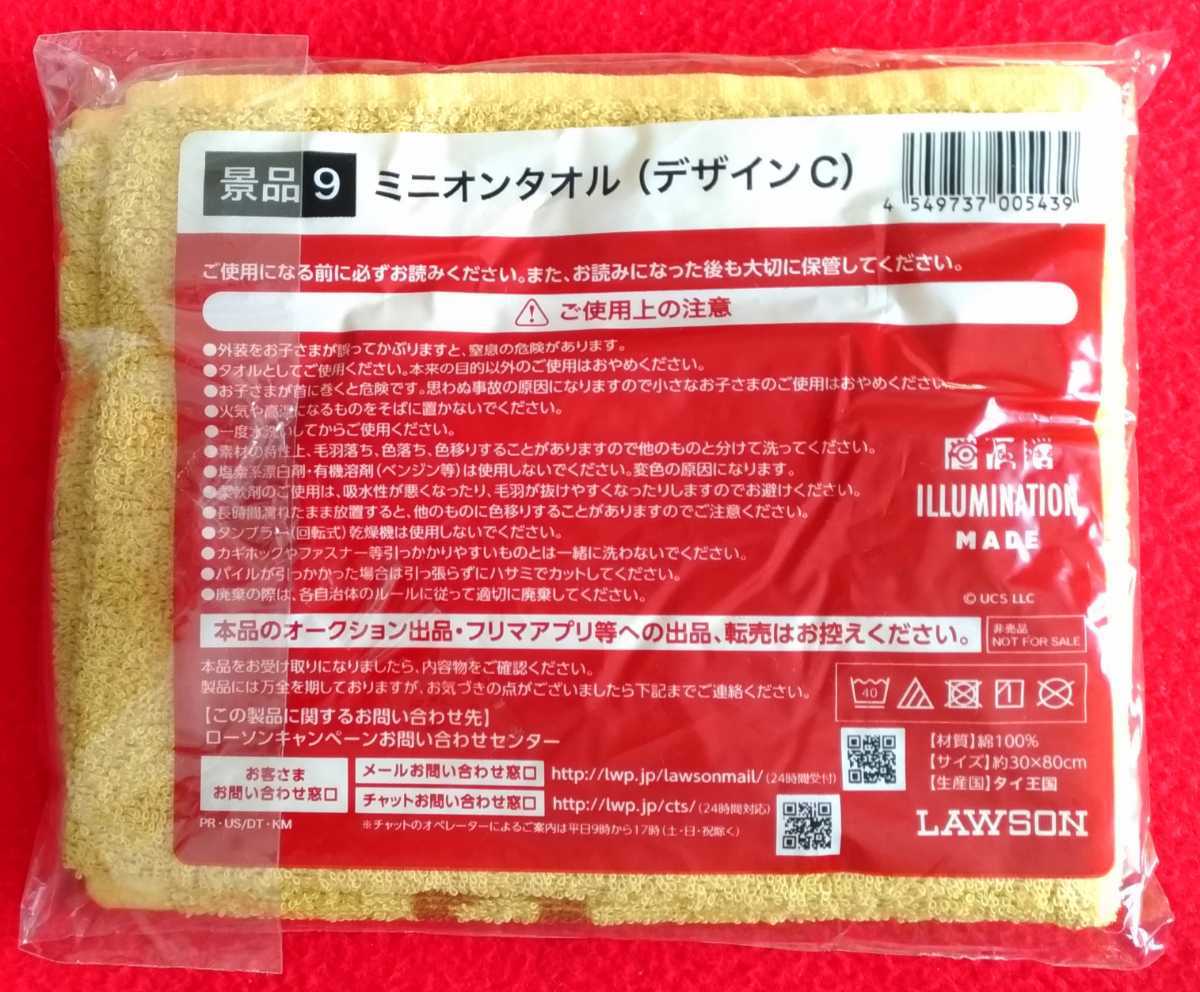 景品9 ミニオンタオル（デザインC）
4 549737 005439
ご使用になる前に必ずお読みください。また、お読みになった後も大切に保管してください。
ご使用上の注意
●外装をお子さまが誤ってかぶりますと、窒息の危険があります。
●タオルとしてご使用ください。本来の目的以外のご使用はおやめください。
●お子さまが首に巻くと危険です。思わぬ事故の原因になりますので小さなお子さまのご使用はおやめください。
●火気や高温になるものをそばに置かないでください。
●一度水洗いしてからご使用ください。
●素材の特性上、毛羽落ち、色落ち、色移りすることがありますので他のものと分けて洗ってください。
●塩素系漂白剤・有機溶剤（ベンジン等）は使用しないでください。変色の原因になります。
●柔軟剤のご使用は、吸水性が悪くなったり、毛羽が抜けやすくなったりしますのでお避けください。
●長時間濡れたまま放置すると、他のものに色移りすることがありますのでご注意ください。
●タンブラー（回転式）乾燥機は使用しないでください。
●カギホックやファスナー等引っかかりやすいものとは一緒に洗わないでください。
●パイルが引っかかった場合は引っ張らずにハサミでカットしてください。
●廃棄の際は、各自治体のルールに従って適切に廃棄してください。
ILLUMINATION
MADE
© UCS LLC
本品のオークション出品・フリマアプリ等への出品、転売はお控えください。
非売品
NOT FOR SALE
本品をお受け取りになりましたら、内容物をご確認ください。
製品には万全を期しておりますが、お気づきの点がございましたら下記までご連絡ください。
40
【この製品に関するお問い合わせ先】
ローソンキャンペーンお問い合わせセンター
お客さま
お問い合わせ窓口
メールお問い合わせ窓口 http://lwp.jp/lawsonmail/（24時間受付）
チャットお問い合わせ窓口 http://lwp.jp/cts/（24時間対応）
PR・US/DT・KM
※チャットのオペレーターによるご案内は平日9時から17時（土・日・祝除く）
【材質】綿100%
【サイズ】約30×80cm
【生産国】タイ王国
LAWSON